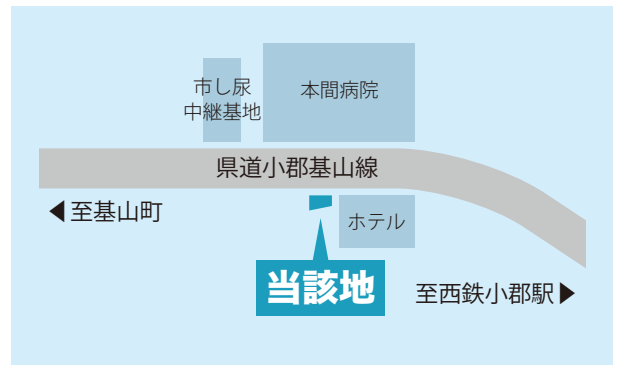 市し尿
中継基地
本間病院
県道小郡基山線
◀至基山町
ホテル
当該地
至西鉄小郡駅▶